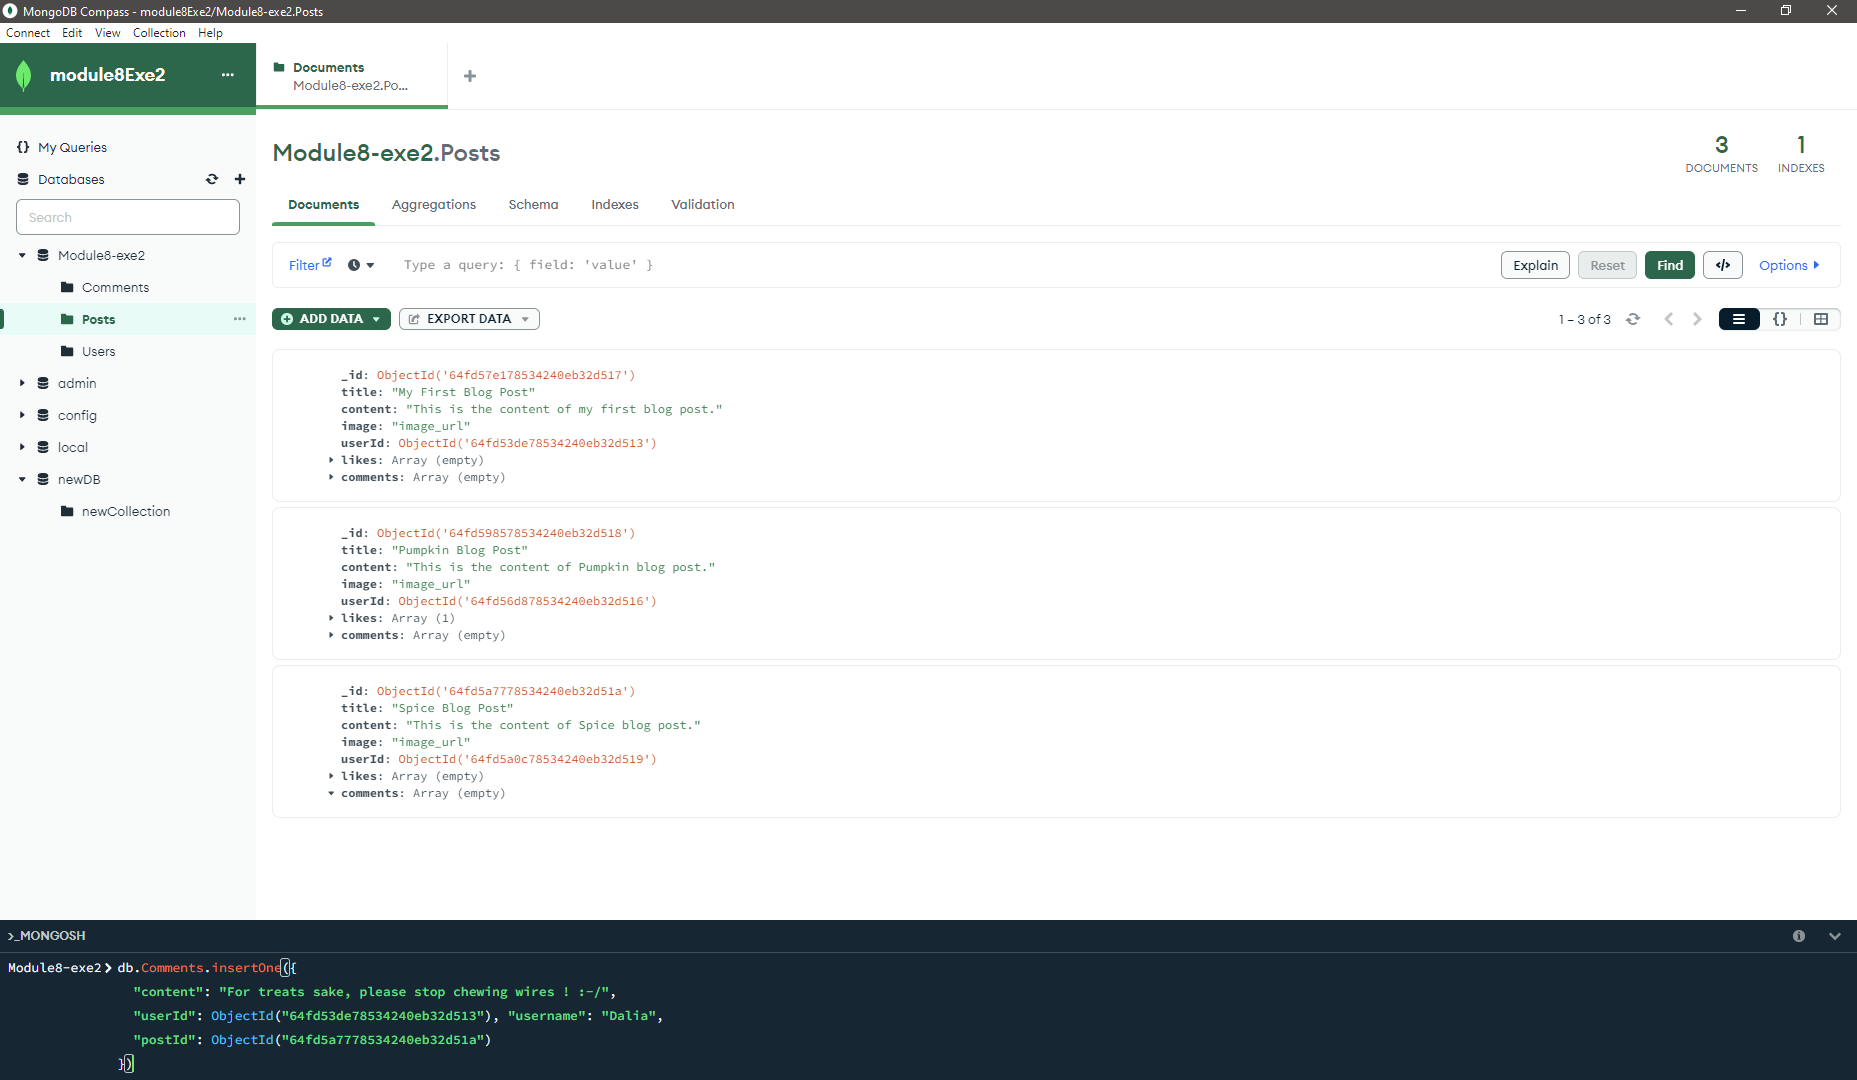 MongoDB Compass - module8Exe2/Module8-exe2.Posts
Connect Edit View Collection Help
module8Exe2
Documents
Module8-exe2.Po...
My Queries
Databases
Search
Module8-exe2
Comments
Posts
Users
admin
config
local
newDB
newCollection
Module8-exe2.Posts
3
DOCUMENTS
1
INDEXES
Documents Aggregations Schema Indexes Validation
Filter
Type a query: { field: 'value' }
Explain Reset Find </> Options
ADD DATA EXPORT DATA
1 – 3 of 3
_id: ObjectId('64fd57e178534240eb32d517')
title: "My First Blog Post"
content: "This is the content of my first blog post."
image: "image_url"
userId: ObjectId('64fd53de78534240eb32d513')
likes: Array (empty)
comments: Array (empty)
_id: ObjectId('64fd598578534240eb32d518')
title: "Pumpkin Blog Post"
content: "This is the content of Pumpkin blog post."
image: "image_url"
userId: ObjectId('64fd56d878534240eb32d516')
likes: Array (1)
comments: Array (empty)
_id: ObjectId('64fd5a7778534240eb32d51a')
title: "Spice Blog Post"
content: "This is the content of Spice blog post."
image: "image_url"
userId: ObjectId('64fd5a0c78534240eb32d519')
likes: Array (empty)
comments: Array (empty)
>_MONGOSH
Module8-exe2> db.Comments.insertOne({
"content": "For treats sake, please stop chewing wires ! :-/",
"userId": ObjectId("64fd53de78534240eb32d513"), "username": "Dalia",
"postId": ObjectId("64fd5a7778534240eb32d51a")
})